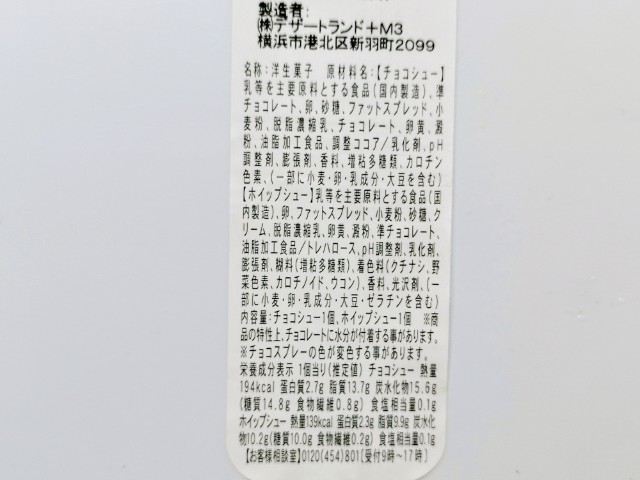 製造者:
㈱デザートランド+M3
横浜市港北区新羽町2099
名称:洋生菓子 原材料名:【チョコシュー】
乳等を主要原料とする食品(国内製造)、準
チョコレート、卵、砂糖、ファットスプレッド、小
麦粉、脱脂濃縮乳、チョコレート、卵黄、澱
粉、油脂加工食品、調整ココア/乳化剤、pH
調整剤、膨張剤、香料、増粘多糖類、カロチン
色素、(一部に小麦・卵・乳成分・大豆を含む)
【ホイップシュー】乳等を主要原料とする食品(国
内製造)、卵、ファットスプレッド、小麦粉、砂糖、ク
リーム、脱脂濃縮乳、卵黄、澱粉、準チョコレート、
油脂加工食品/トレハロース、pH調整剤、乳化剤、
膨張剤、糊料(増粘多糖類)、着色料(クチナシ、野
菜色素、カロチノイド、ウコン)、香料、光沢剤、(一
部に小麦・卵・乳成分・大豆・ゼラチンを含む)
内容量:チョコシュー1個、ホイップシュー1個 ※商
品の特性上、チョコレートに水分が付着する事があります。
※チョコスプレーの色が変色する事があります。
栄養成分表示 1個当り(推定値) チョコシュー 熱量
194kcal 蛋白質2.7g 脂質13.7g 炭水化物15.6g
(糖質14.8g 食物繊維0.8g) 食塩相当量0.1g
ホイップシュー 熱量139kcal 蛋白質2.3g 脂質9.9g 炭水化
物10.2g(糖質10.0g 食物繊維0.2g) 食塩相当量0.1g
【お客様相談室】0120(454)801〔受付9時～17時〕